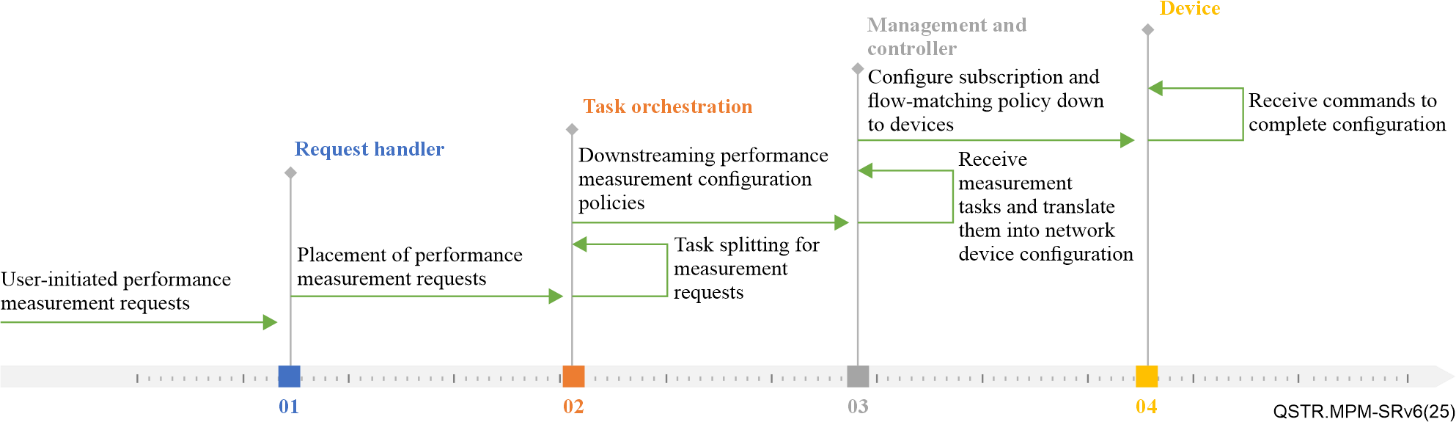 Device
Management and
controller
Configure subscription and
flow-matching policy down
to devices
Receive commands to
complete configuration
Task orchestration
Request handler
Downstreaming performance
measurement configuration
policies
Receive
measurement
tasks and translate
them into network
device configuration
Placement of performance
measurement requests
Task splitting for
measurement
requests
User-initiated performance
measurement requests
01
02
03
04
QSTR.MPM-SRv6(25)